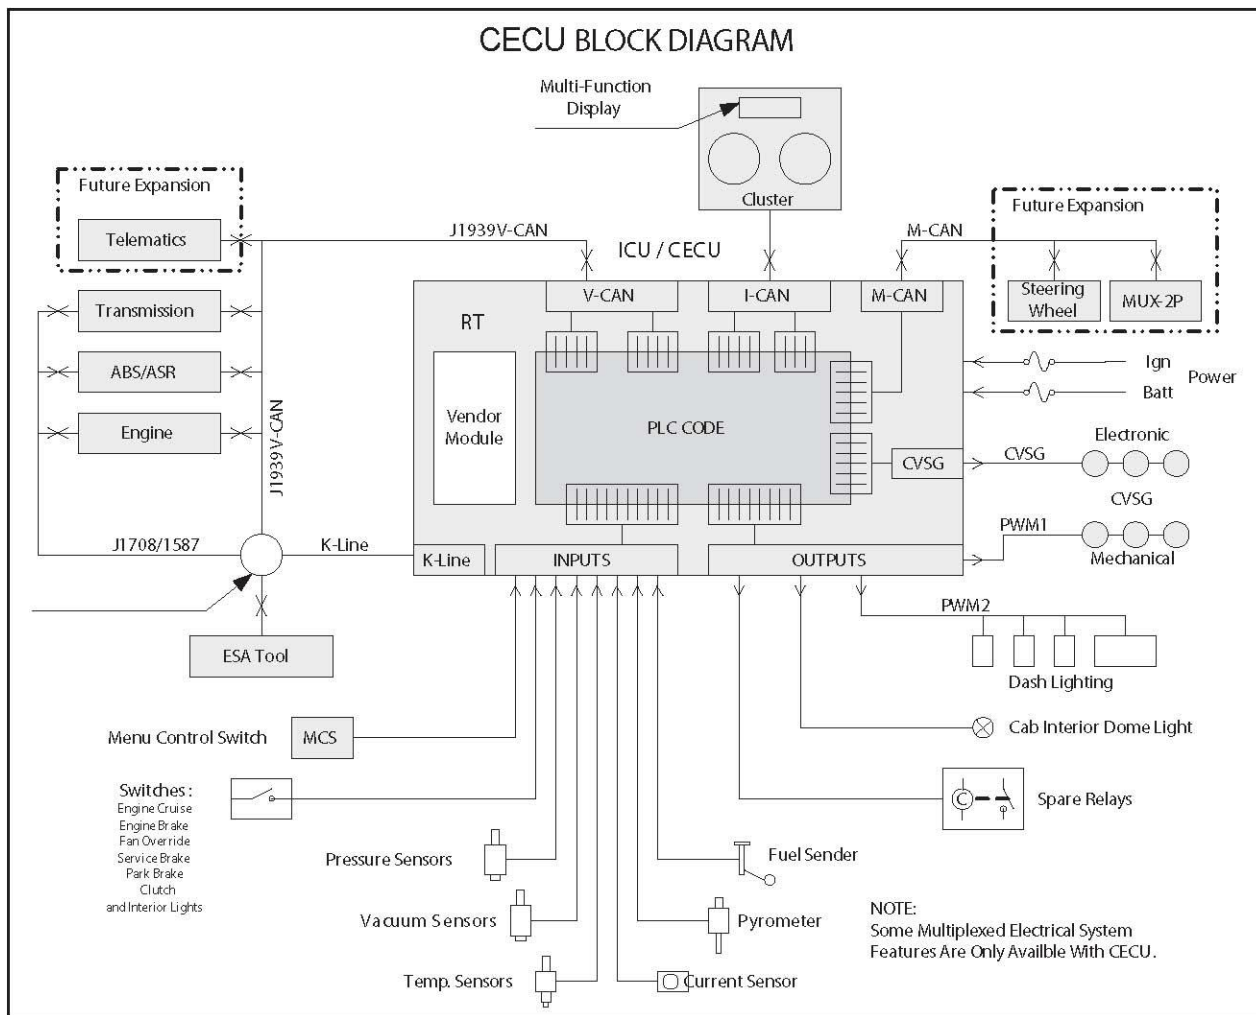 CECU BLOCK DIAGRAM
Multi-Function
Display
Cluster
Future Expansion
Telematics
J1939 V-CAN
ICU / CECU
M-CAN
Future Expansion
Steering
Wheel
MUX-2P
Transmission
ABS/ASR
Engine
J1939 V-CAN
V-CAN
I-CAN
M-CAN
RT
Vendor
Module
PLC CODE
Ign
Batt
Power
CVSG
CVSG
Electronic
CVSG
PWM1
Mechanical
J1708/1587
K-Line
K-Line
INPUTS
OUTPUTS
ESA Tool
PWM2
Dash Lighting
Menu Control Switch
MCS
Cab Interior Dome Light
Switches :
Engine Cruise
Engine Brake
Fan Override
Service Brake
Park Brake
Clutch
and Interior Lights
Spare Relays
Pressure Sensors
Fuel Sender
Vacuum Sensors
Pyrometer
Temp. Sensors
Current Sensor
C
NOTE:
Some Multiplexed Electrical System
Features Are Only Availble With CECU.